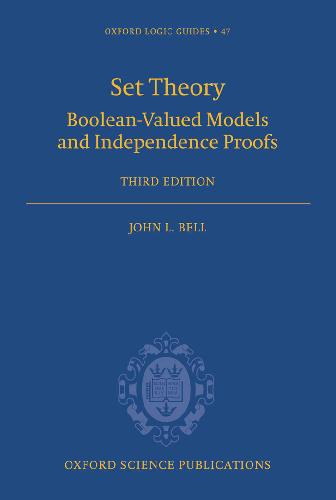 OXFORD LOGIC GUIDES • 47
Set Theory
Boolean-Valued Models
and Independence Proofs
THIRD EDITION
JOHN L. BELL
OXFORD SCIENCE PUBLICATIONS